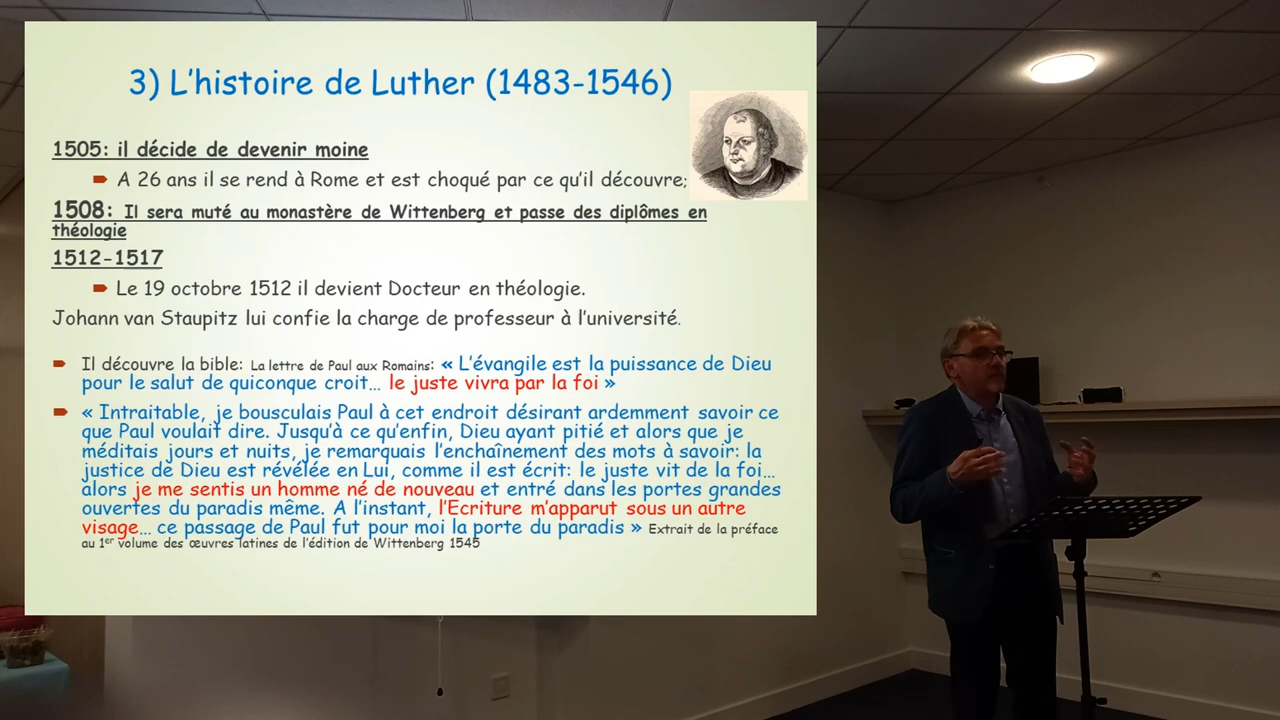 3) L'histoire de Luther (1483-1546)
1505: il décide de devenir moine
A 26 ans il se rend à Rome et est choqué par ce qu'il découvre;
1508: Il sera muté au monastère de Wittenberg et passe des diplômes en
théologie
1512-1517
Le 19 octobre 1512 il devient Docteur en théologie.
Johann van Staupitz lui confie la charge de professeur à l'université.
Il découvre la bible: La lettre de Paul aux Romains: « L'évangile est la puissance de Dieu
pour le salut de quiconque croit... le juste vivra par la foi »
« Intraitable, je bousculais Paul à cet endroit désirant ardemment savoir ce
que Paul voulait dire. Jusqu'à ce qu'enfin, Dieu ayant pitié et alors que je
méditais jours et nuits, je remarquais l'enchaînement des mots à savoir: la
justice de Dieu est révélée en Lui, comme il est écrit: le juste vit de la foi...
alors je me sentis un homme né de nouveau et entré dans les portes grandes
ouvertes du paradis même. A l'instant, l'Ecriture m'apparut sous un autre
visage... ce passage de Paul fut pour moi la porte du paradis » Extrait de la préface
au 1er volume des œuvres latines de l'édition de Wittenberg 1545